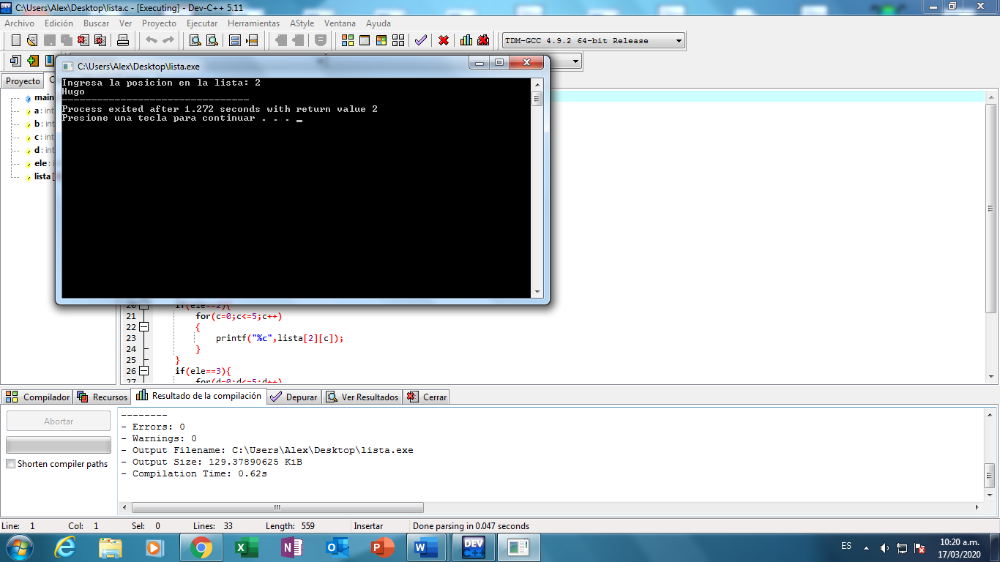 C:\Users\Alex\Desktop\lista.c - [Executing] - Dev-C++ 5.11
Archivo Edición Buscar Ver Proyecto Ejecutar Herramientas AStyle Ventana Ayuda
TDM-GCC 4.9.2 64-bit Release
C:\Users\Alex\Desktop\lista.exe
Ingresa la posicion en la lista: 2
Hugo
--------------------------------
Process exited after 1.272 seconds with return value 2
Presione una tecla para continuar . . .
Proyecto
main
a : int
b : int
c : int
d : int
ele :
lista
20 if(ele==2){
21 for(c=0;c<=5;c++)
22 {
23 printf("%c",lista[2][c]);
24 }
25 }
26 if(ele==3){
27 for(d=0;d<=5;d++)
Compilador Recursos Resultado de la compilación Depurar Ver Resultados Cerrar
Abortar
Shorten compiler paths
--------
- Errors: 0
- Warnings: 0
- Output Filename: C:\Users\Alex\Desktop\lista.exe
- Output Size: 129.37890625 KiB
- Compilation Time: 0.62s
Line: 1 Col: 1 Sel: 0 Lines: 33 Length: 559 Insertar Done parsing in 0.047 seconds
DEV C++
ES
10:20 a.m.
17/03/2020